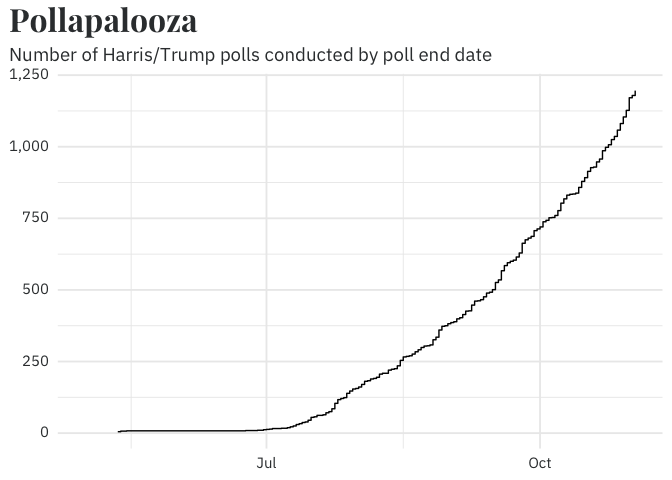 Pollapalooza
Number of Harris/Trump polls conducted by poll end date
1,250
1,000
750
500
250
0
Jul Oct